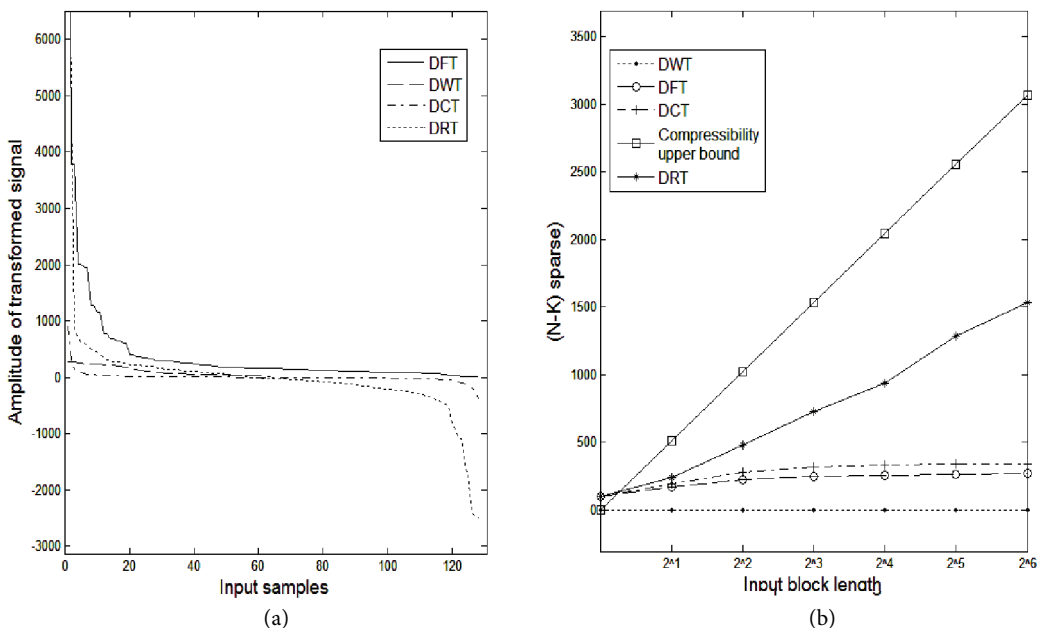 6000
5000
4000
3000
2000
1000
0
-1000
-2000
-3000
Amplitude of transformed signal
DFT
DWT
DCT
DRT
0
20
40
60
80
100
120
Input samples
(a)
3500
3000
2500
2000
1500
1000
500
0
(N-K) sparse
DWT
DFT
DCT
Compressibility
upper bound
DRT
2^1
2^2
2^3
2^4
2^5
2^6
Input block length
(b)